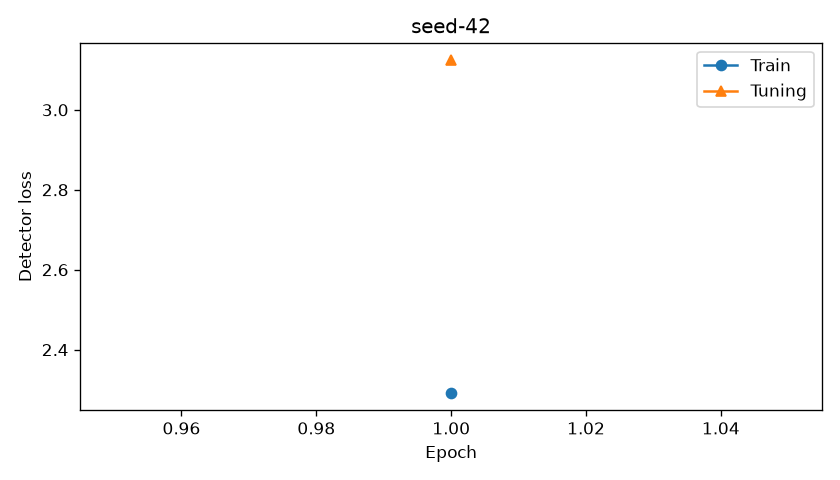 seed-42
Train
Tuning
Detector loss
3.0
2.8
2.6
2.4
0.96
0.98
1.00
1.02
1.04
Epoch